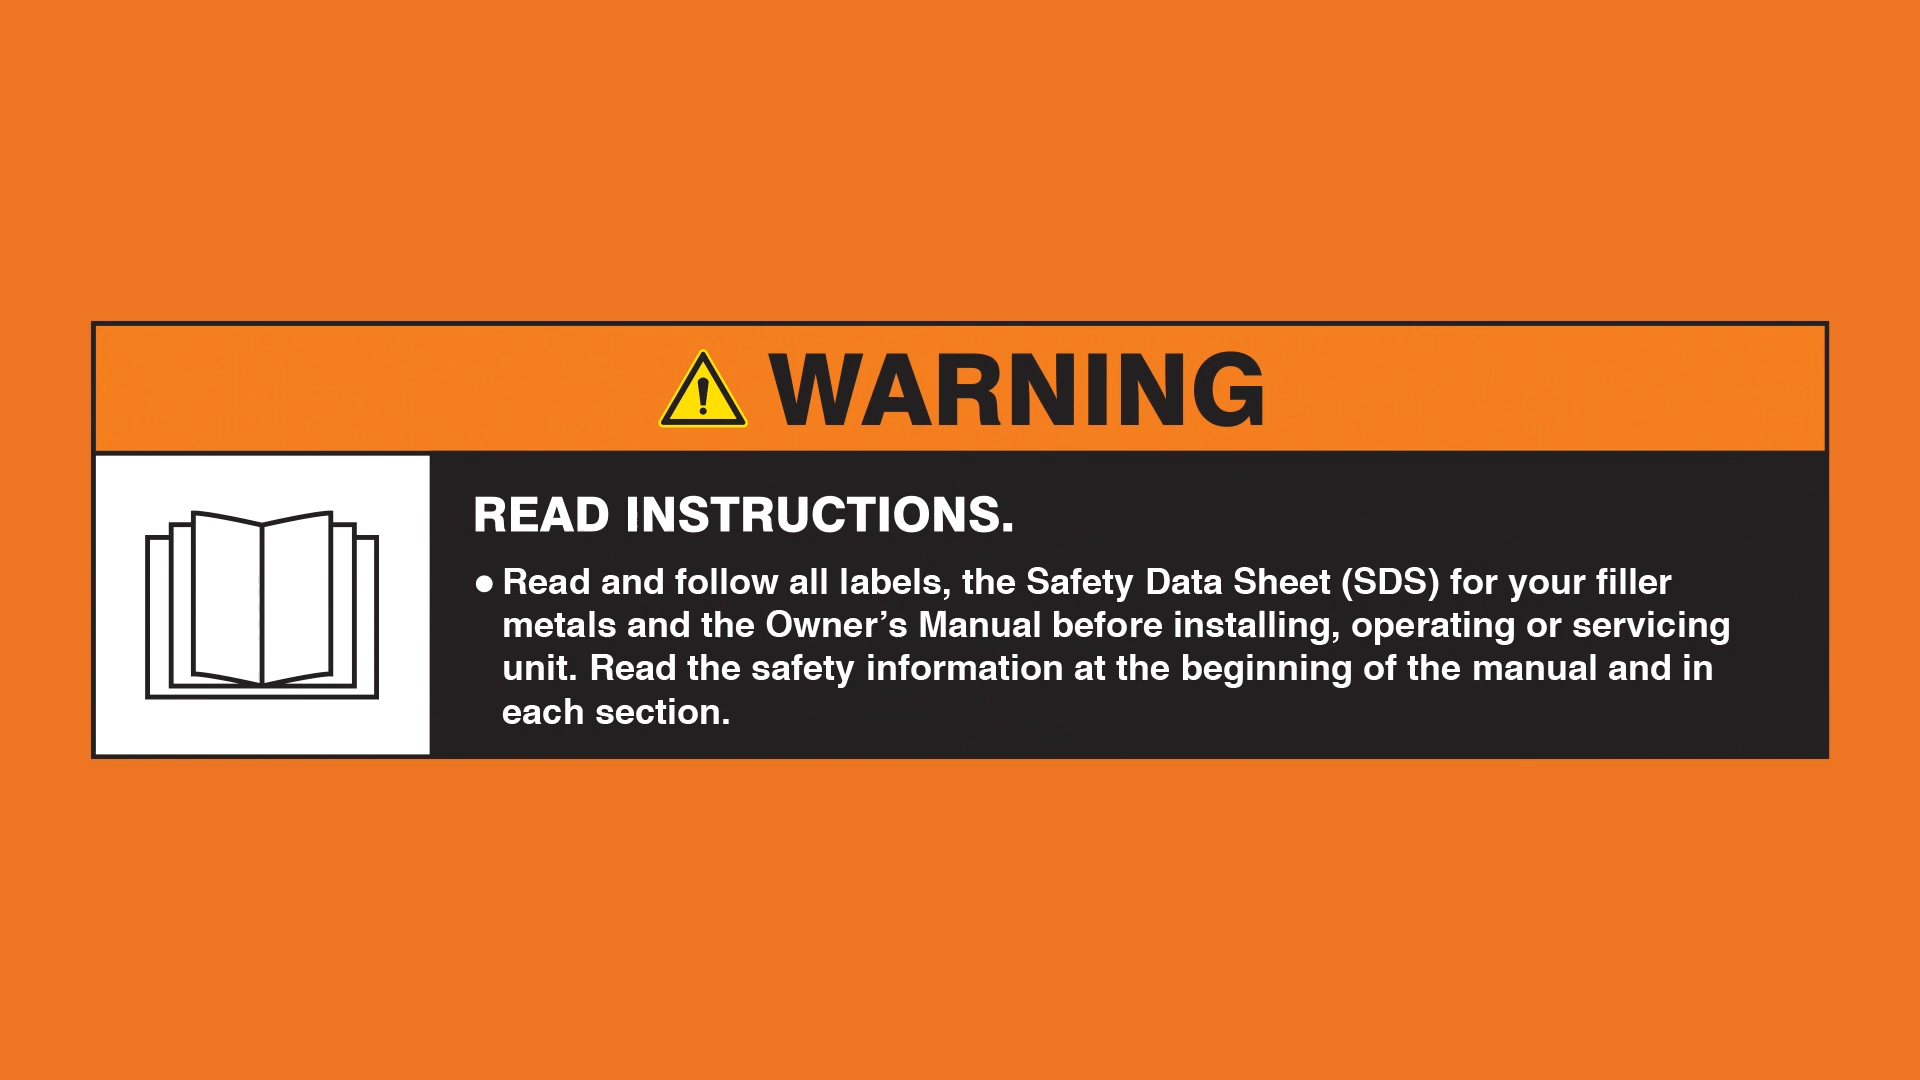 WARNING
READ INSTRUCTIONS.
● Read and follow all labels, the Safety Data Sheet (SDS) for your filler
metals and the Owner’s Manual before installing, operating or servicing
unit. Read the safety information at the beginning of the manual and in
each section.